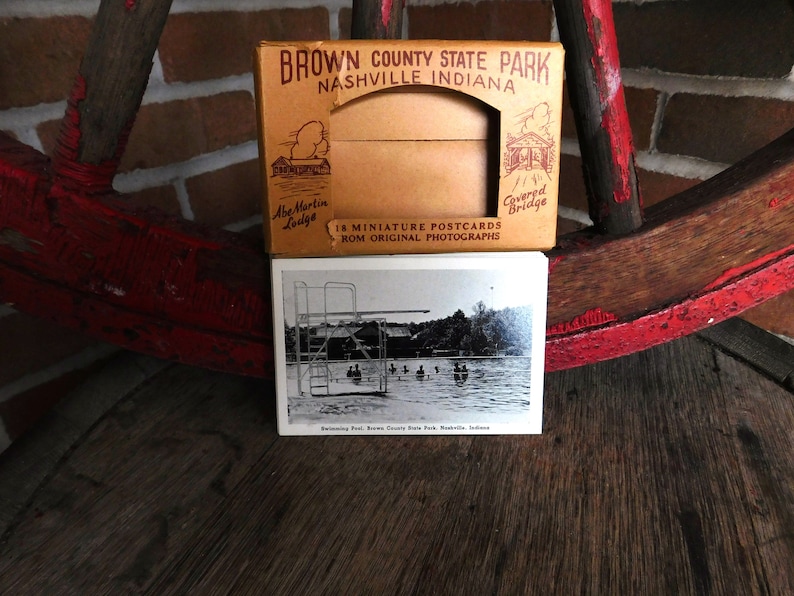 BROWN COUNTY STATE PARK
NASHVILLE INDIANA
Abe Martin
Lodge
Covered
Bridge
18 MINIATURE POSTCARDS
ROM ORIGINAL PHOTOGRAPHS
Swimming Pool, Brown County State Park, Nashville, Indiana